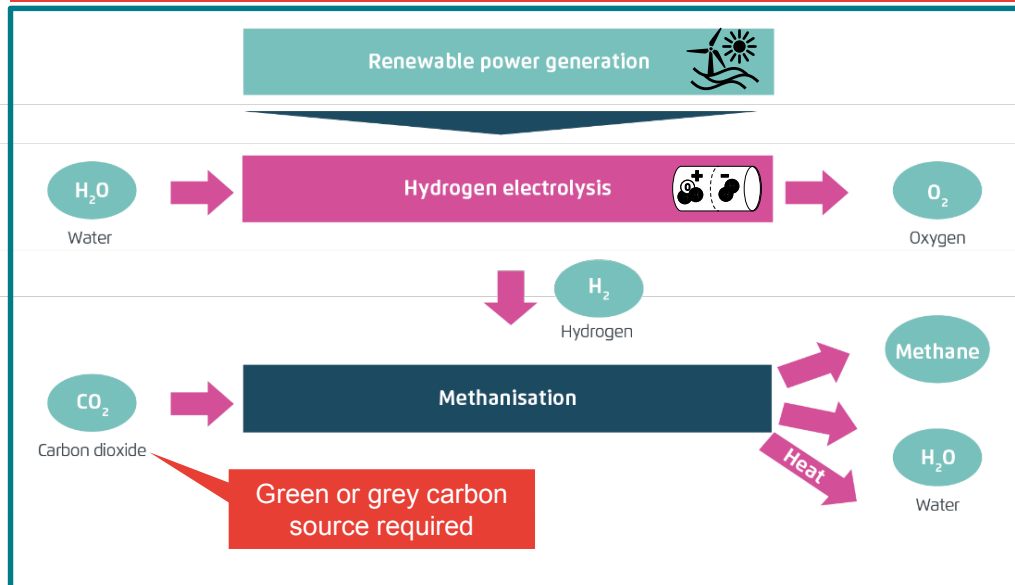 Renewable power generation
H₂O
Hydrogen electrolysis
O + -
O₂
Water
Oxygen
H₂
Hydrogen
Methane
CO₂
Methanisation
Carbon dioxide
Heat
H₂O
Water
Green or grey carbon
source required